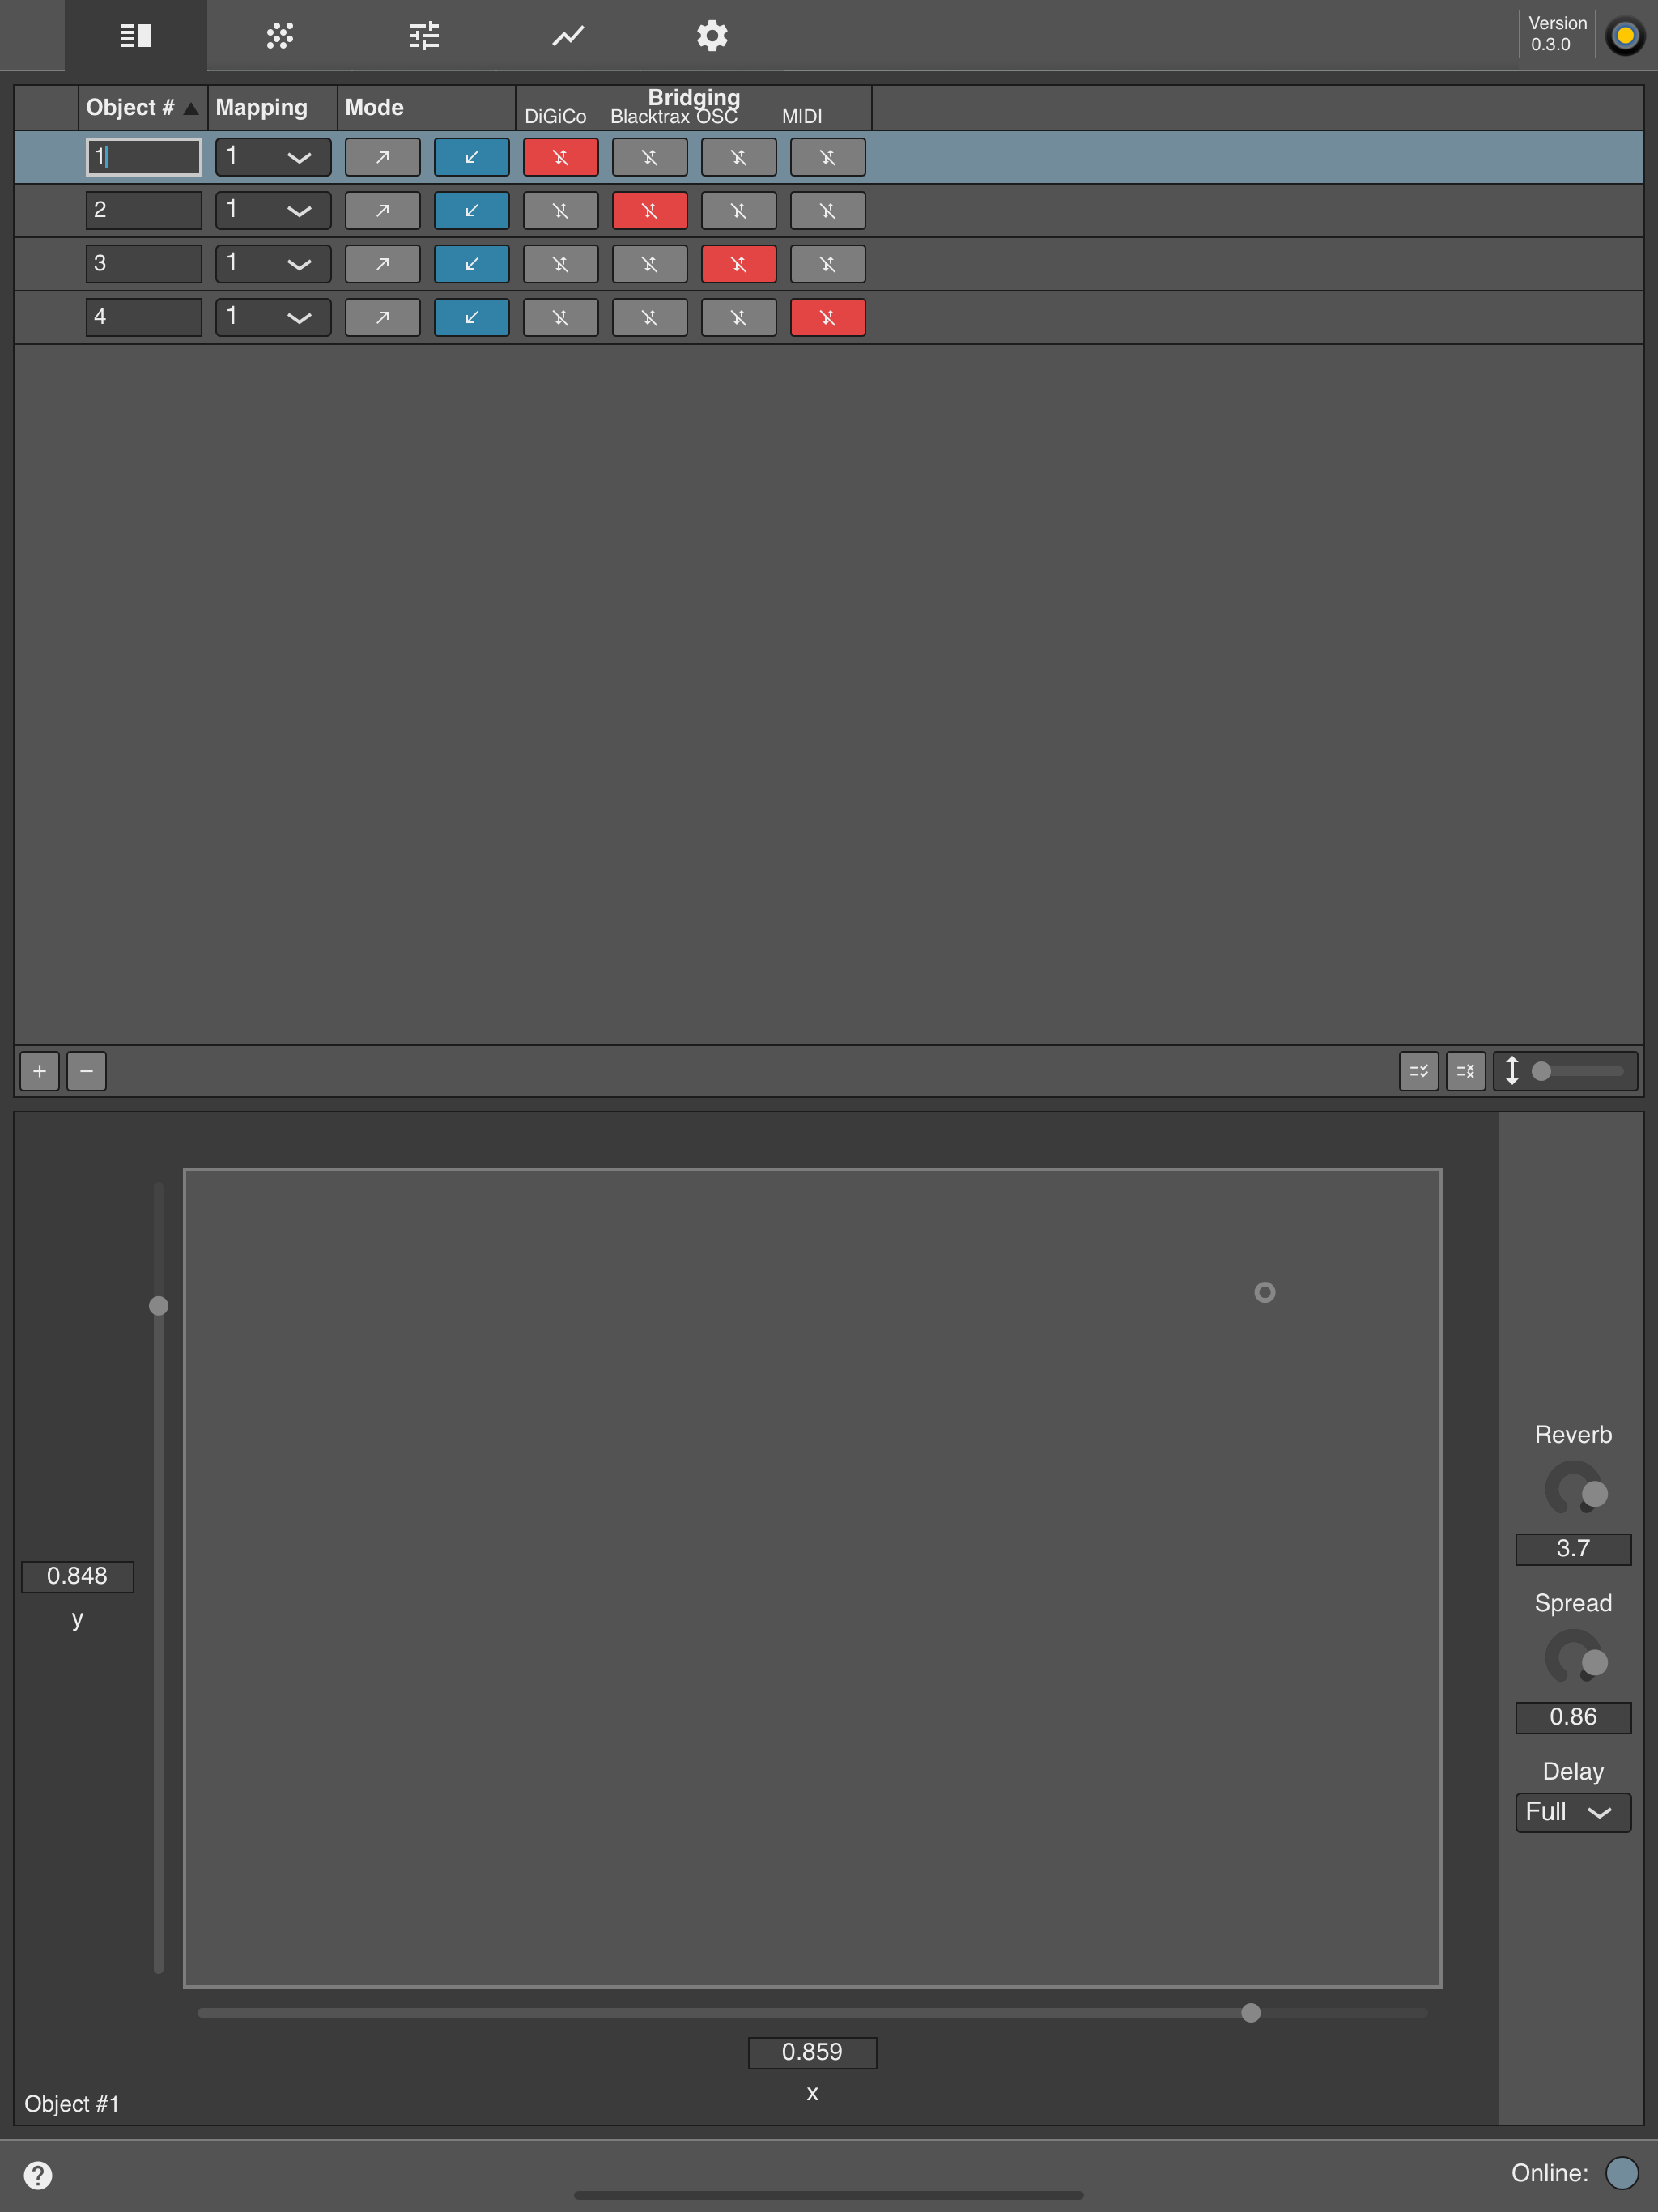 Version
0.3.0
Object # Mapping Mode Bridging
DiGiCo Blacktrax OSC MIDI
1 1
2 1
3 1
4 1
Reverb
3.7
0.848
y
Spread
0.86
Delay
Full
0.859
x
Object #1
Online: